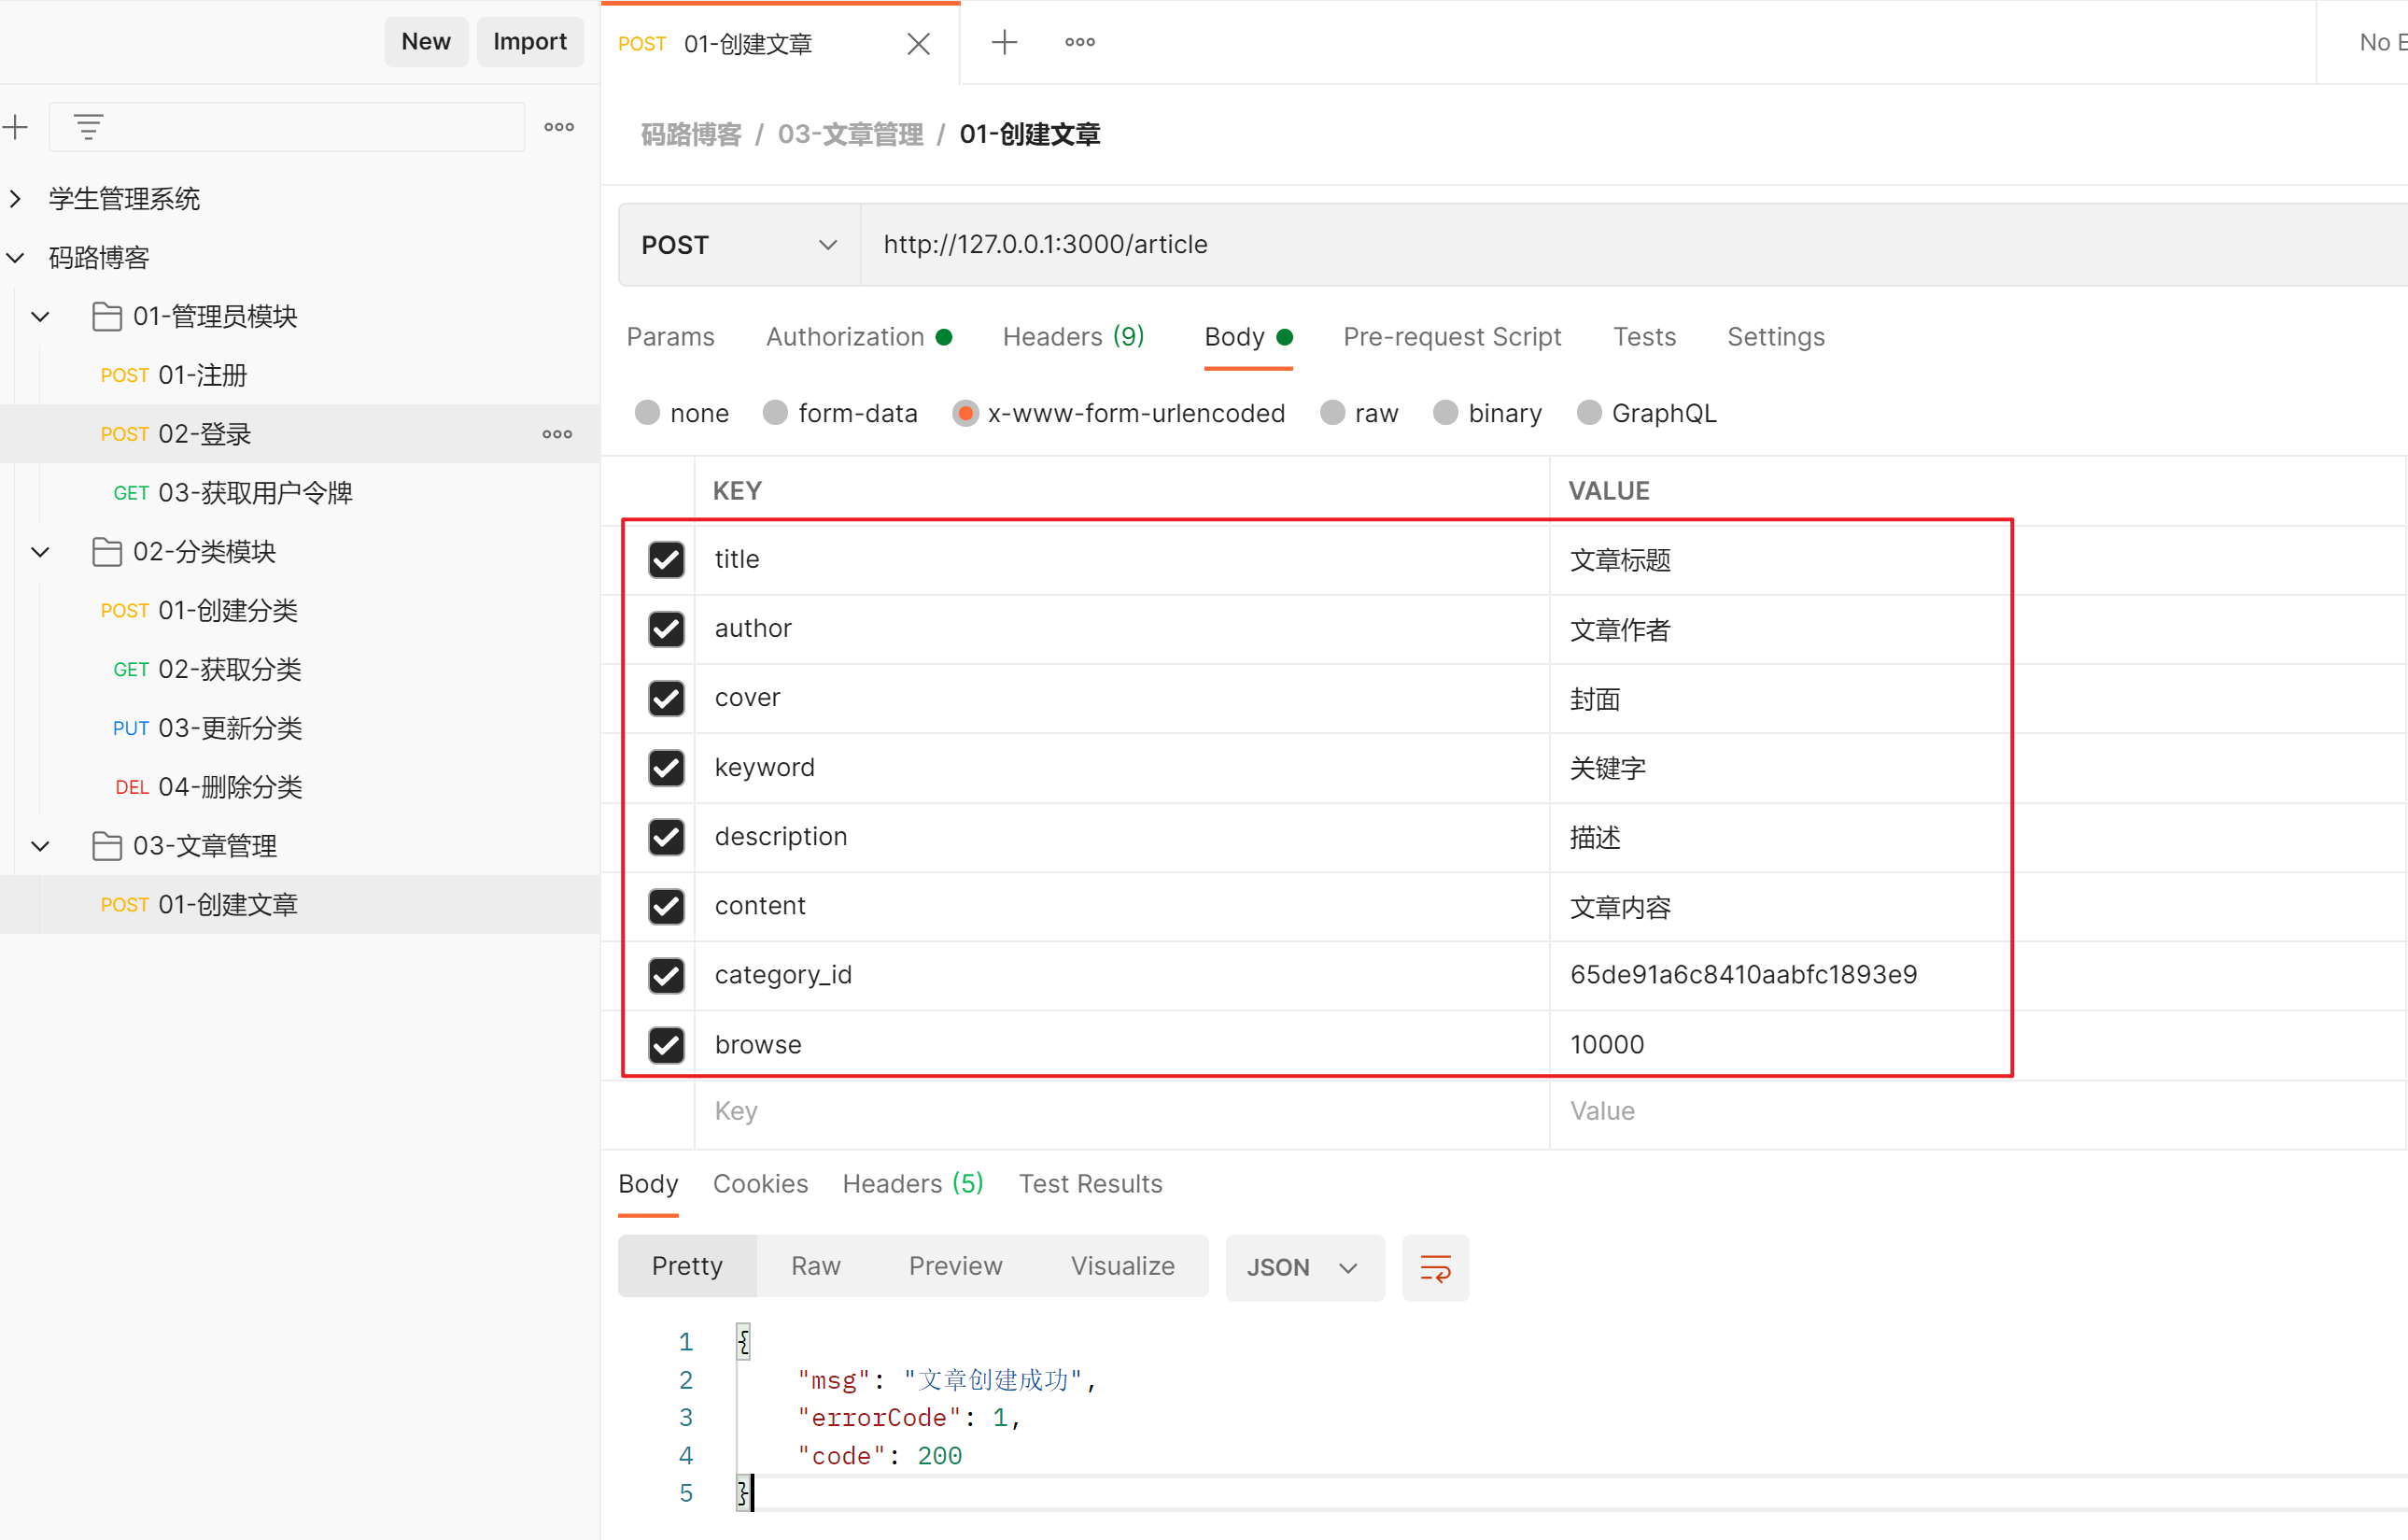 New Import
学生管理系统
码路博客
01-管理员模块
POST 01-注册
POST 02-登录
GET 03-获取用户令牌
02-分类模块
POST 01-创建分类
GET 02-获取分类
PUT 03-更新分类
DEL 04-删除分类
03-文章管理
POST 01-创建文章
POST 01-创建文章
No E
码路博客 / 03-文章管理 / 01-创建文章
POST http://127.0.0.1:3000/article
Params Authorization Headers (9) Body Pre-request Script Tests Settings
none form-data x-www-form-urlencoded raw binary GraphQL
KEY VALUE
title 文章标题
author 文章作者
cover 封面
keyword 关键字
description 描述
content 文章内容
category_id 65de91a6c8410aabfc1893e9
browse 10000
Key Value
Body Cookies Headers (5) Test Results
Pretty Raw Preview Visualize JSON
1 {
2 "msg": "文章创建成功",
3 "errorCode": 1,
4 "code": 200
5 }